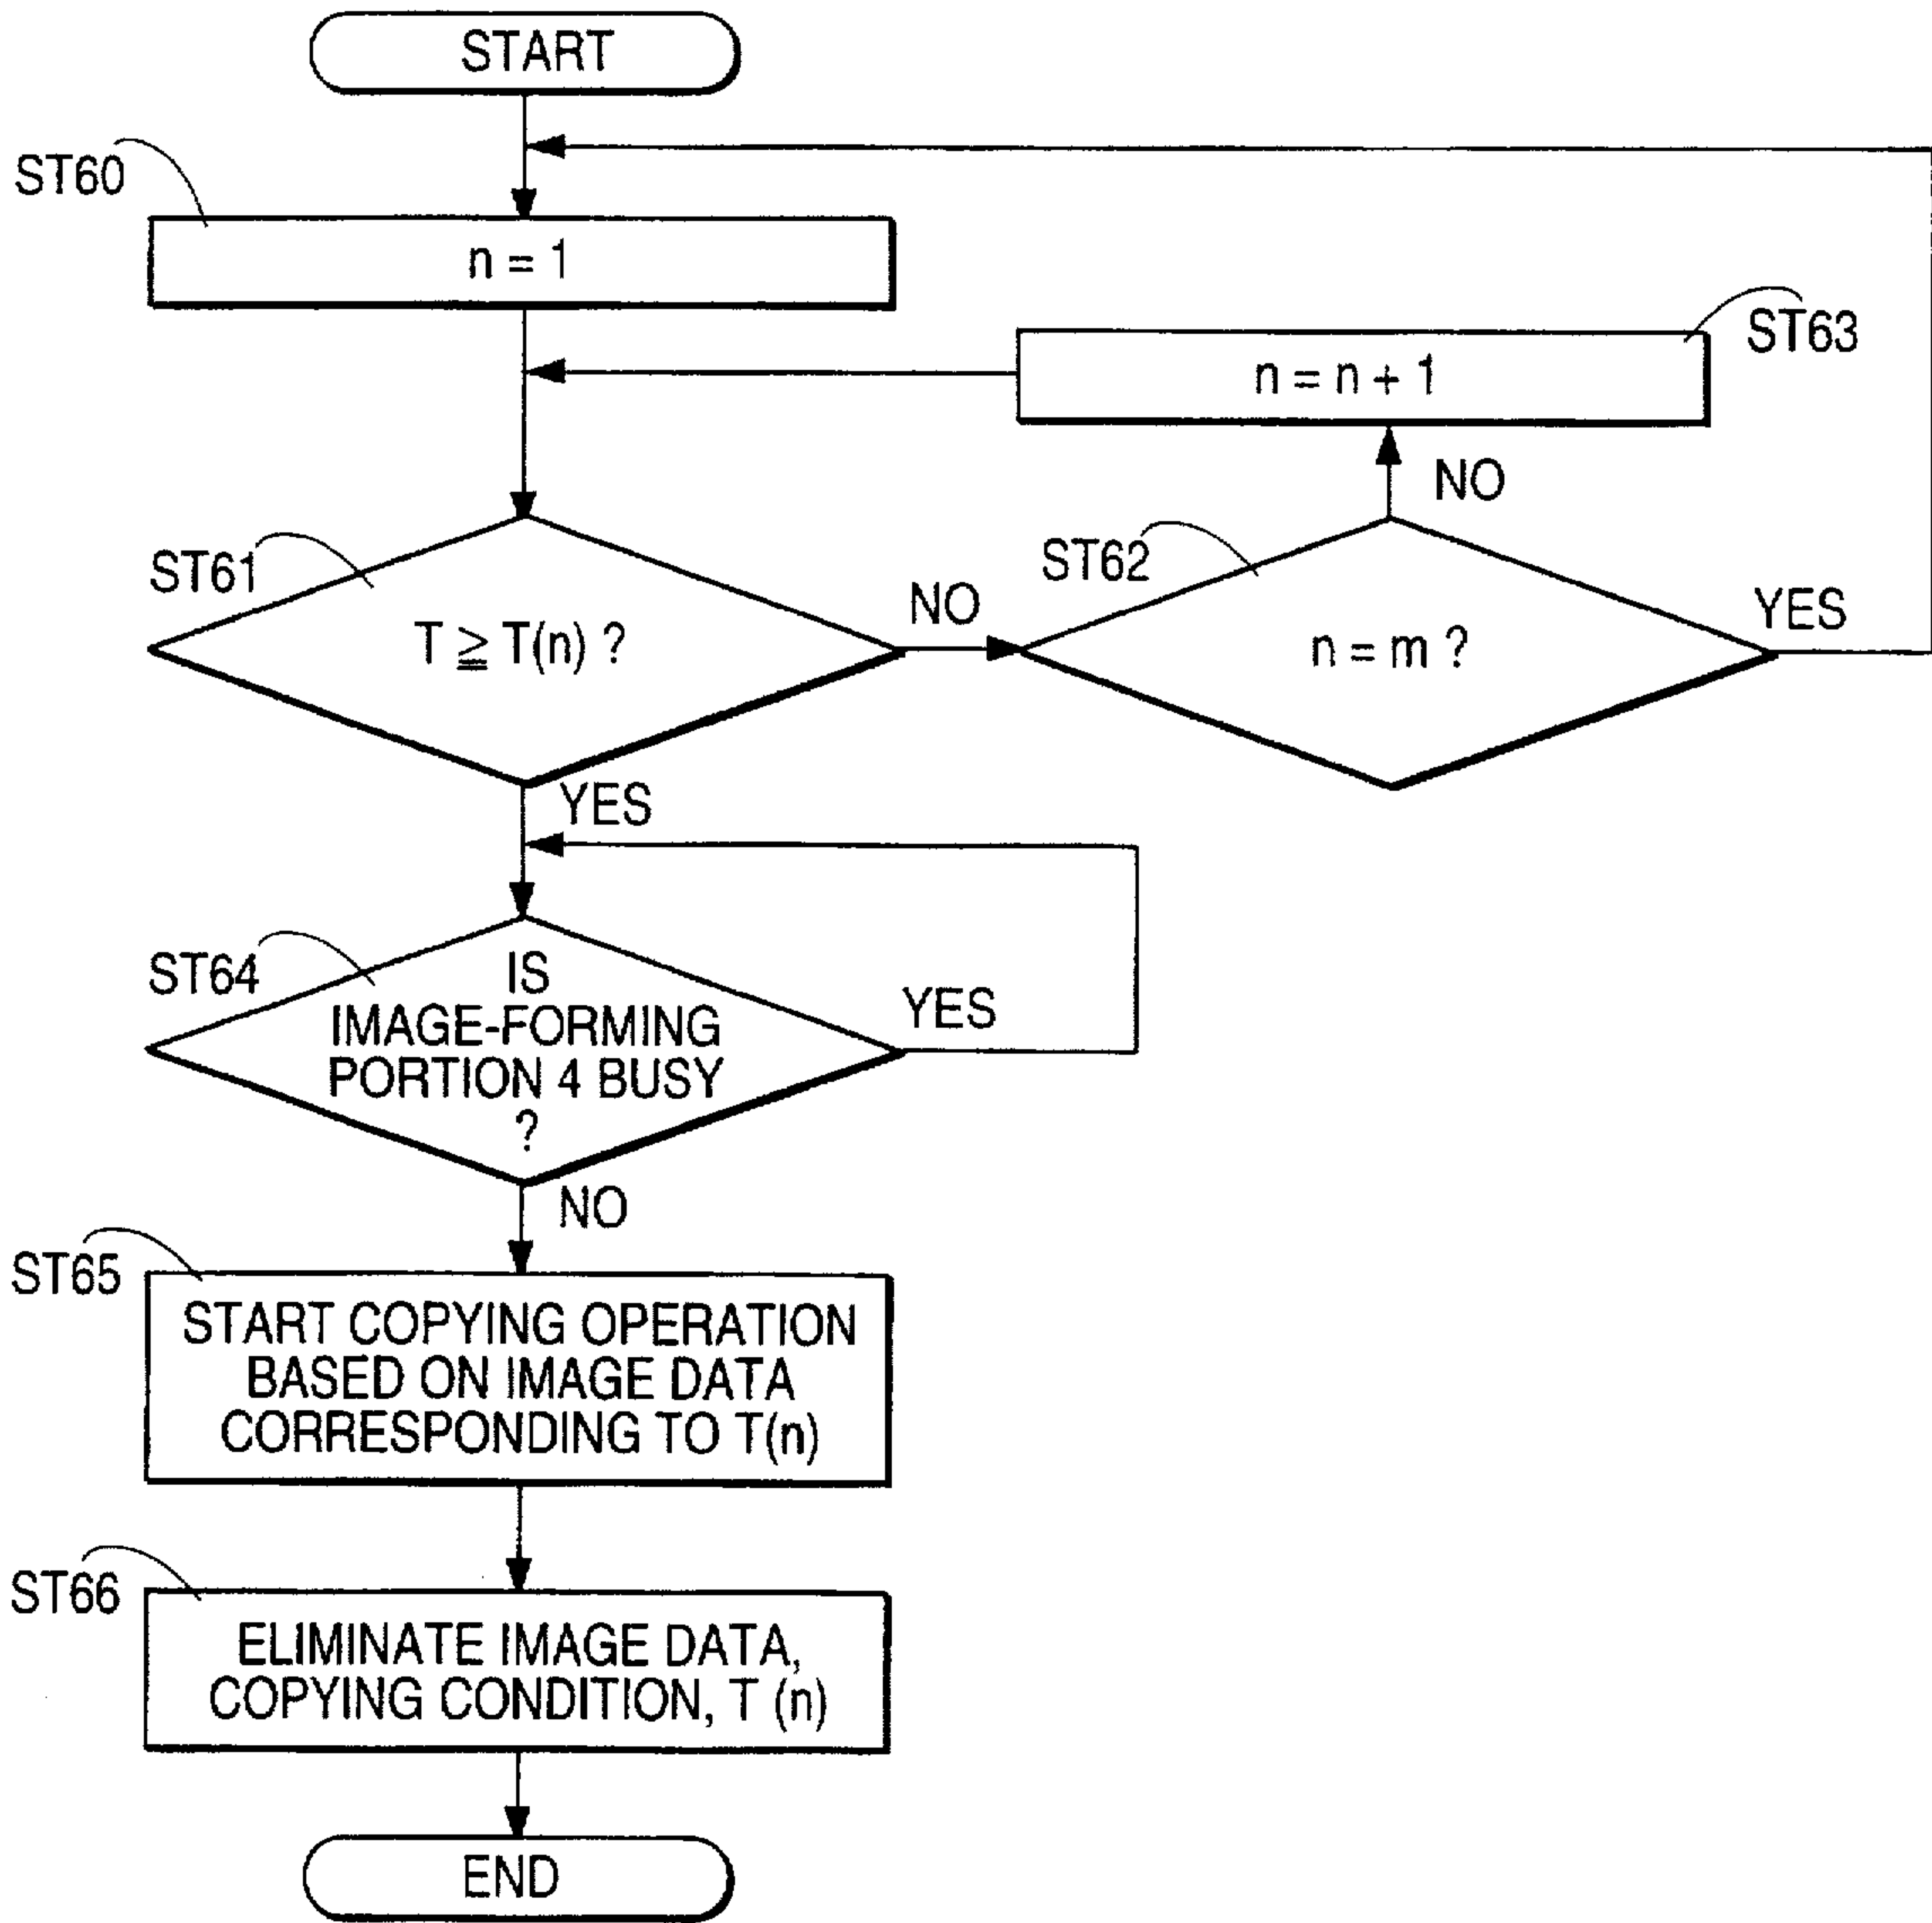 START
ST60
n = 1
ST63
n = n + 1
NO
ST61
T ≧ T(n) ?
NO
ST62
n = m ?
YES
YES
ST64
IS
IMAGE-FORMING
PORTION 4 BUSY
?
YES
NO
ST65
START COPYING OPERATION
BASED ON IMAGE DATA
CORRESPONDING TO T(n)
ST66
ELIMINATE IMAGE DATA,
COPYING CONDITION, T (n)
END